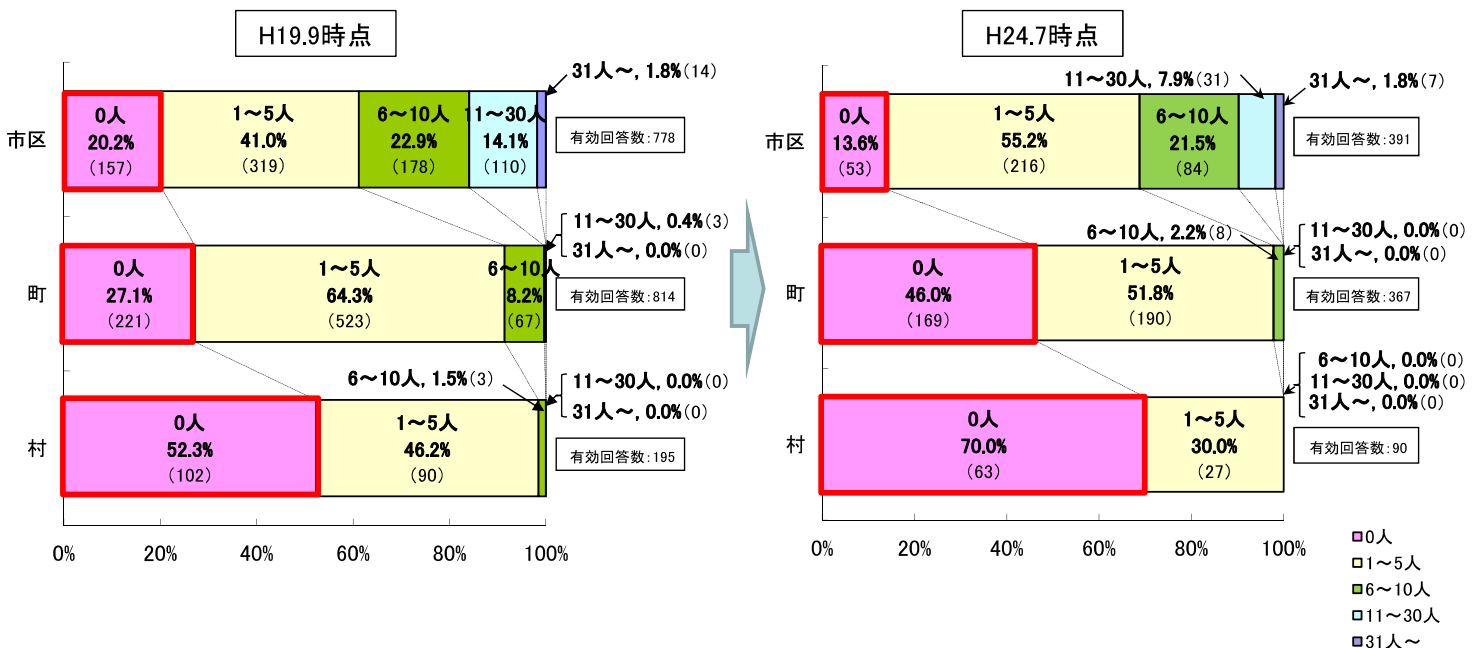 H19.9時点
市区
0人
20.2%
(157)
1～5人
41.0%
(319)
6～10人
22.9%
(178)
11～30人
14.1%
(110)
31人～, 1.8%(14)
有効回答数:778
町
0人
27.1%
(221)
1～5人
64.3%
(523)
6～10人
8.2%
(67)
11～30人, 0.4%(3)
31人～, 0.0%(0)
有効回答数:814
村
0人
52.3%
(102)
1～5人
46.2%
(90)
6～10人, 1.5%(3)
11～30人, 0.0%(0)
31人～, 0.0%(0)
有効回答数:195
0%
20%
40%
60%
80%
100%
H24.7時点
市区
0人
13.6%
(53)
1～5人
55.2%
(216)
6～10人
21.5%
(84)
11～30人, 7.9%(31)
31人～, 1.8%(7)
有効回答数:391
町
0人
46.0%
(169)
1～5人
51.8%
(190)
6～10人, 2.2%(8)
11～30人, 0.0%(0)
31人～, 0.0%(0)
有効回答数:367
村
0人
70.0%
(63)
1～5人
30.0%
(27)
6～10人, 0.0%(0)
11～30人, 0.0%(0)
31人～, 0.0%(0)
有効回答数:90
0%
20%
40%
60%
80%
100%
0人
1～5人
6～10人
11～30人
31人～